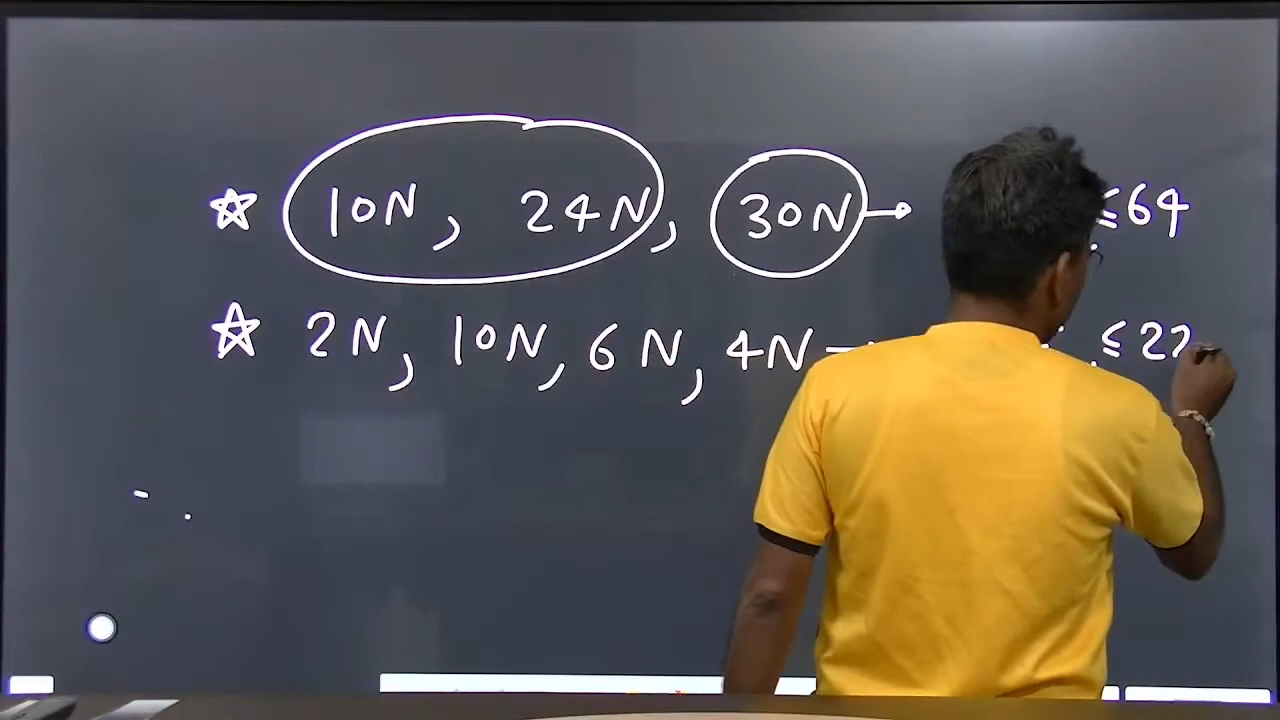 ☆ 10N, 24N, 30N → ≤64
☆ 2N, 10N, 6N, 4N → ≤22